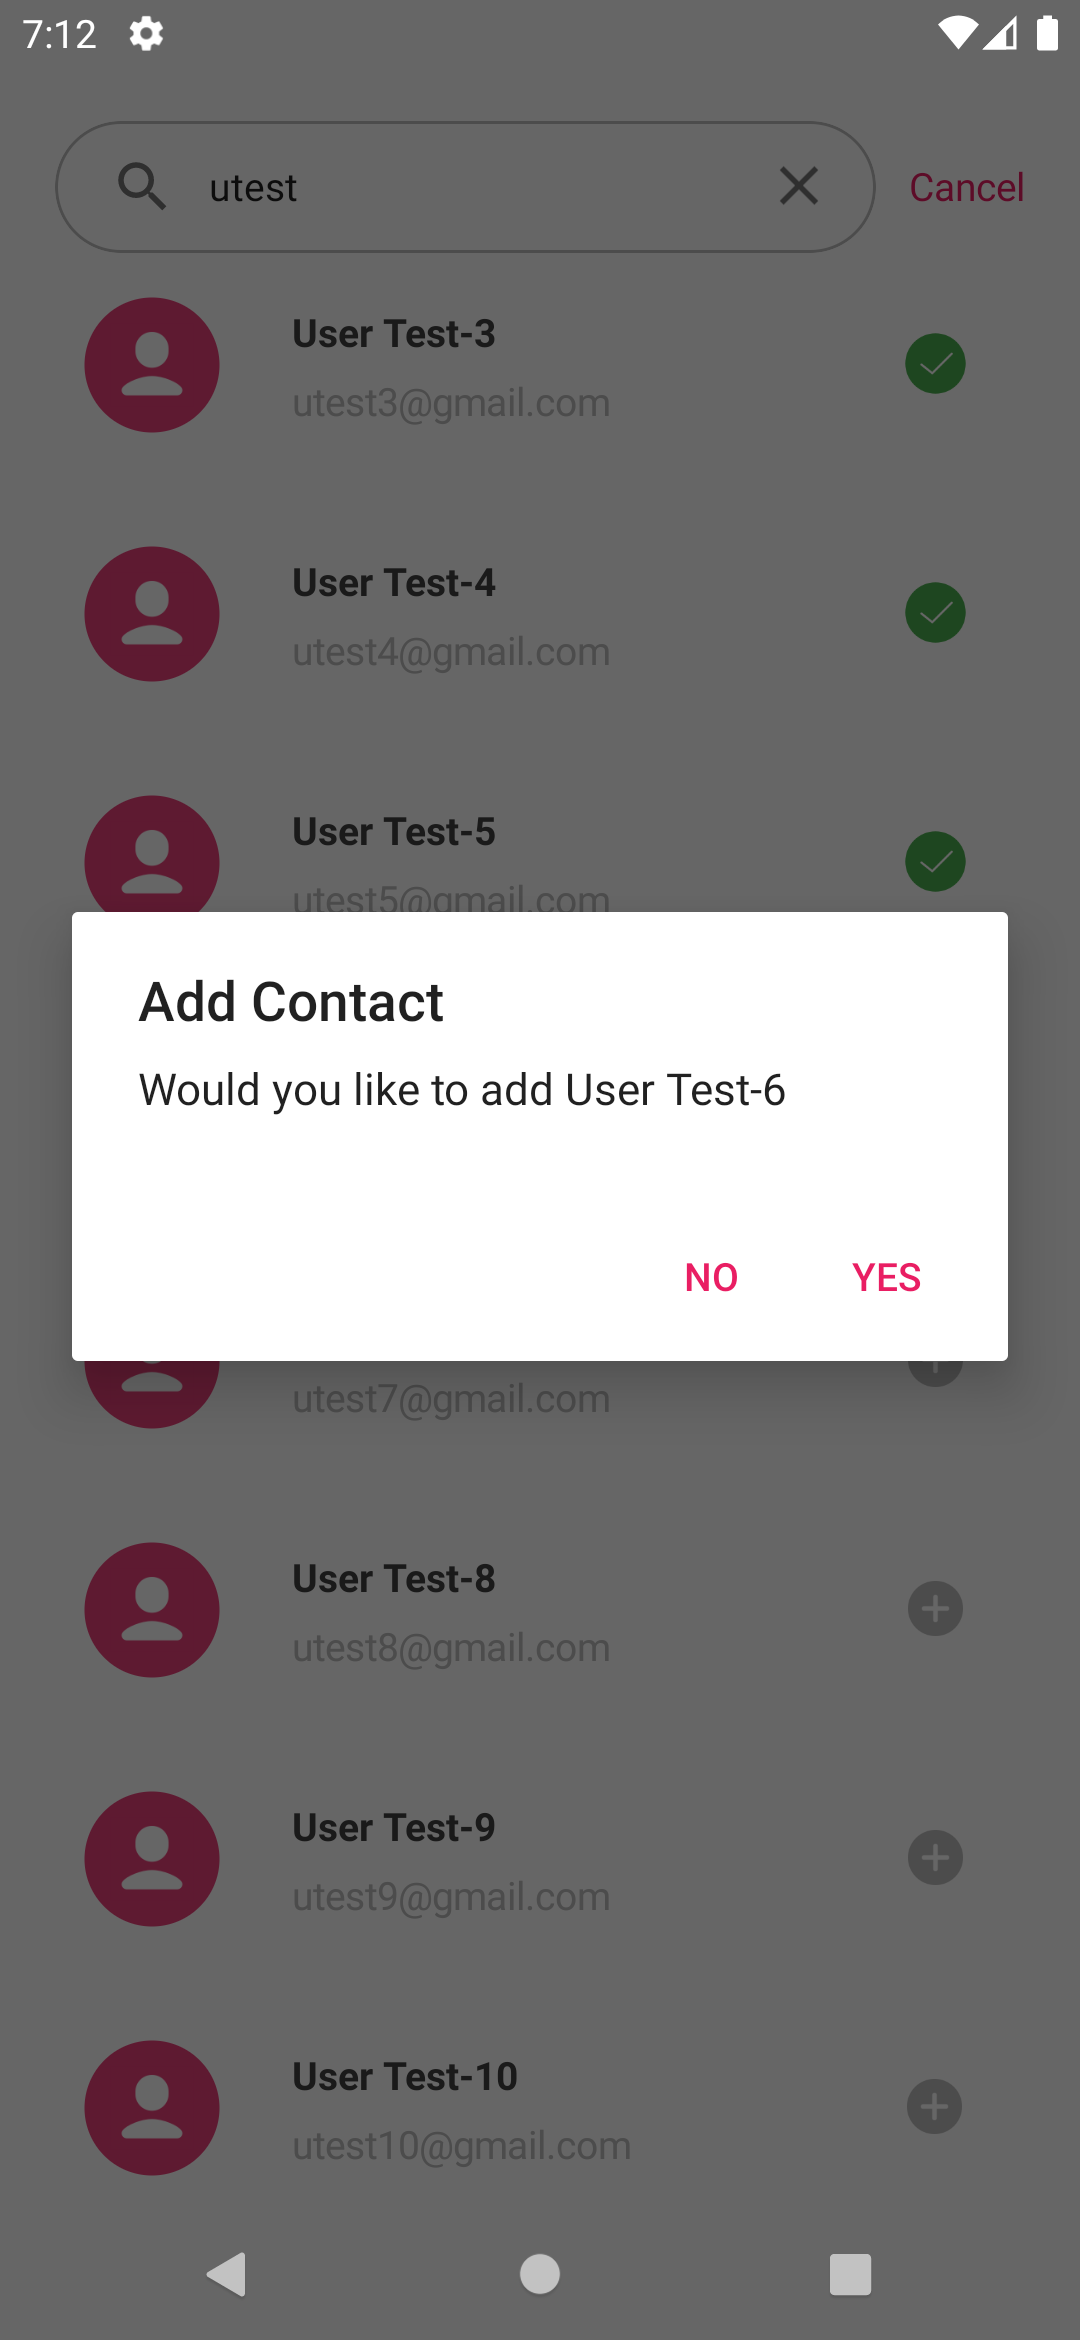 7:12
utest
Cancel
User Test-3
utest3@gmail.com
User Test-4
utest4@gmail.com
User Test-5
utest5@gmail.com
Add Contact
Would you like to add User Test-6
NO YES
utest7@gmail.com
User Test-8
utest8@gmail.com
User Test-9
utest9@gmail.com
User Test-10
utest10@gmail.com